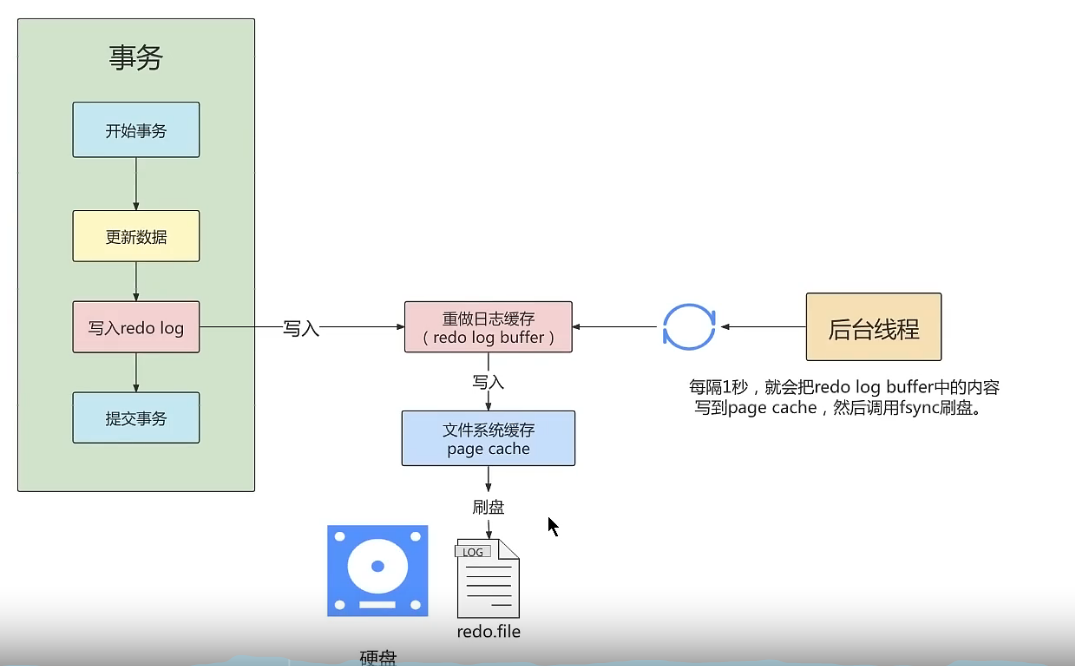 事务
开始事务
更新数据
写入redo log
提交事务
写入
重做日志缓存
（redo log buffer）
写入
文件系统缓存
page cache
刷盘
LOG
redo.file
硬盘
后台线程
每隔1秒，就会把redo log buffer中的内容
写到page cache，然后调用fsync刷盘。